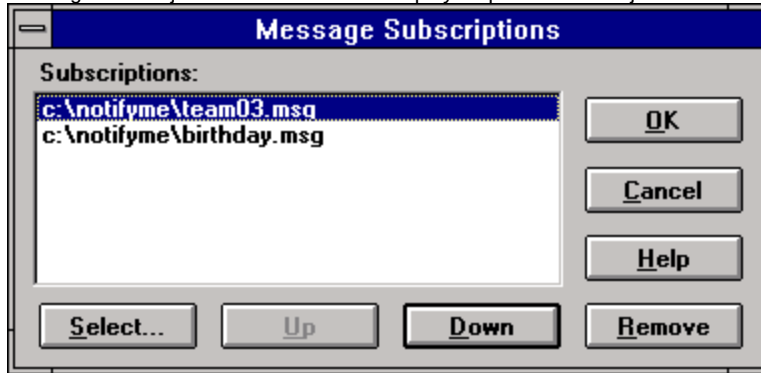 Message Subscriptions
Subscriptions:
c:\notifyme\team03.msg
c:\notifyme\birthday.msg
OK
Cancel
Help
Select...
Up
Down
Remove